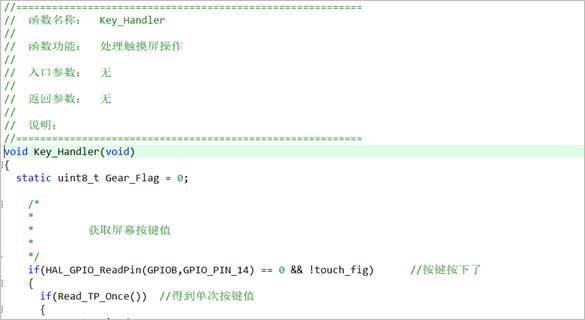 //==========================================================
//  函数名称：  Key_Handler
//
//  函数功能：  处理触摸屏操作
//
//  入口参数：  无
//
//  返回参数：  无
//
//  说明：
//==========================================================
void Key_Handler(void)
{
  static uint8_t Gear_Flag = 0;
    /*
    *
    *        获取屏幕按键值
    *
    */
    if(HAL_GPIO_ReadPin(GPIOB,GPIO_PIN_14) == 0 && !touch_fig)      //按键按下了
    {
      if(Read_TP_Once())  //得到单次按键值
      {